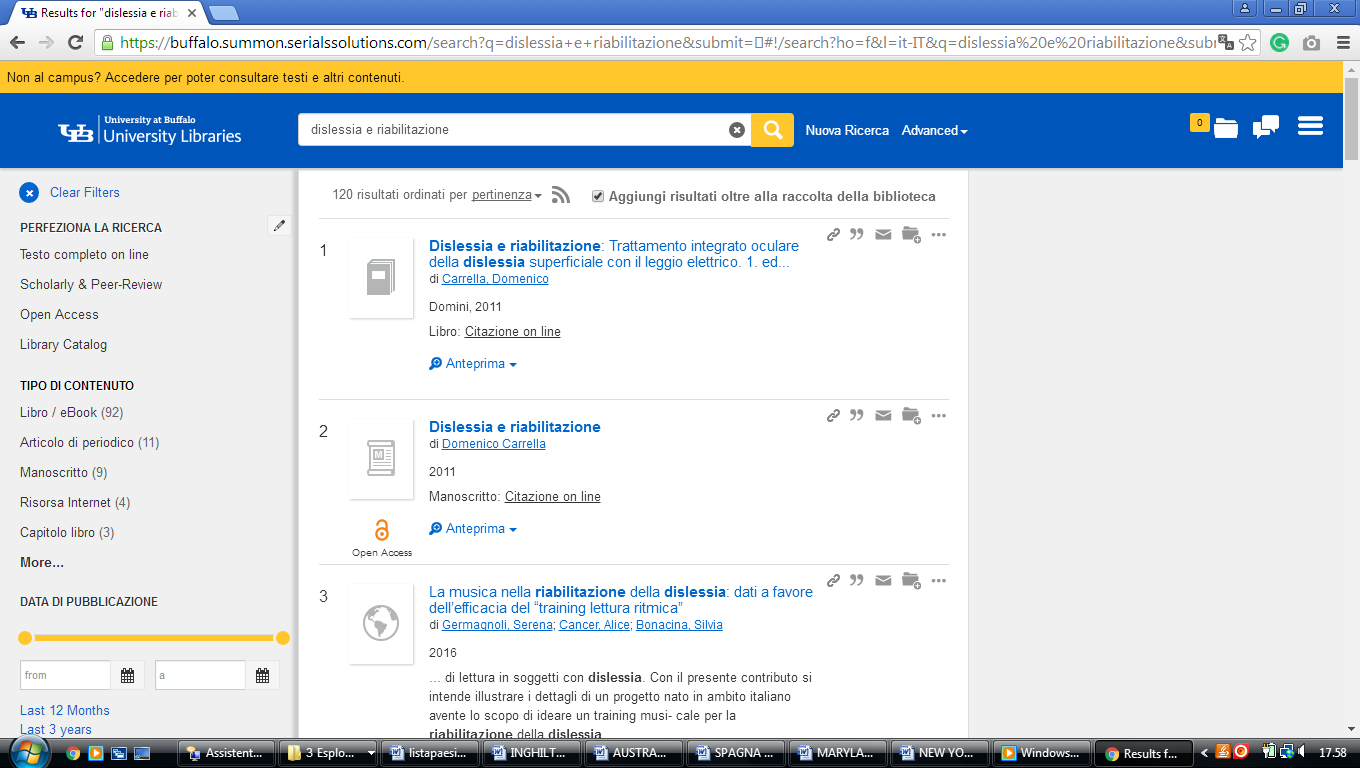 Results for "dislessia e riab
https://buffalo.summon.serialssolutions.com/search?q=dislessia+e+riabilitazione&submit=▯#!/search?ho=f&l=it-IT&q=dislessia%20e%20riabilitazione&subm
Non al campus? Accedere per poter consultare testi e altri contenuti.
University at Buffalo
University Libraries
dislessia e riabilitazione
Nuova Ricerca
Advanced
0
Clear Filters
PERFEZIONA LA RICERCA
Testo completo on line
Scholarly & Peer-Review
Open Access
Library Catalog
TIPO DI CONTENUTO
Libro / eBook (92)
Articolo di periodico (11)
Manoscritto (9)
Risorsa Internet (4)
Capitolo libro (3)
More...
DATA DI PUBBLICAZIONE
from
a
Last 12 Months
Last 3 years
120 risultati ordinati per pertinenza
Aggiungi risultati oltre alla raccolta della biblioteca
1
Dislessia e riabilitazione: Trattamento integrato oculare
della dislessia superficiale con il leggio elettrico. 1. ed...
di Carrella, Domenico
Domini, 2011
Libro: Citazione on line
Anteprima
2
Dislessia e riabilitazione
di Domenico Carrella
2011
Manoscritto: Citazione on line
Anteprima
Open Access
3
La musica nella riabilitazione della dislessia: dati a favore
dell’efficacia del “training lettura ritmica”
di Germagnoli, Serena; Cancer, Alice; Bonacina, Silvia
2016
... di lettura in soggetti con dislessia. Con il presente contributo si
intende illustrare i dettagli di un progetto nato in ambito italiano
avente lo scopo di ideare un training musi- cale per la
riabilitazione della dislessia
Assistent...
3 Esplo...
listapaesi...
INGHILT...
AUSTRA...
SPAGNA ...
MARYLA...
NEW YO...
Windows...
Results f...
17.58